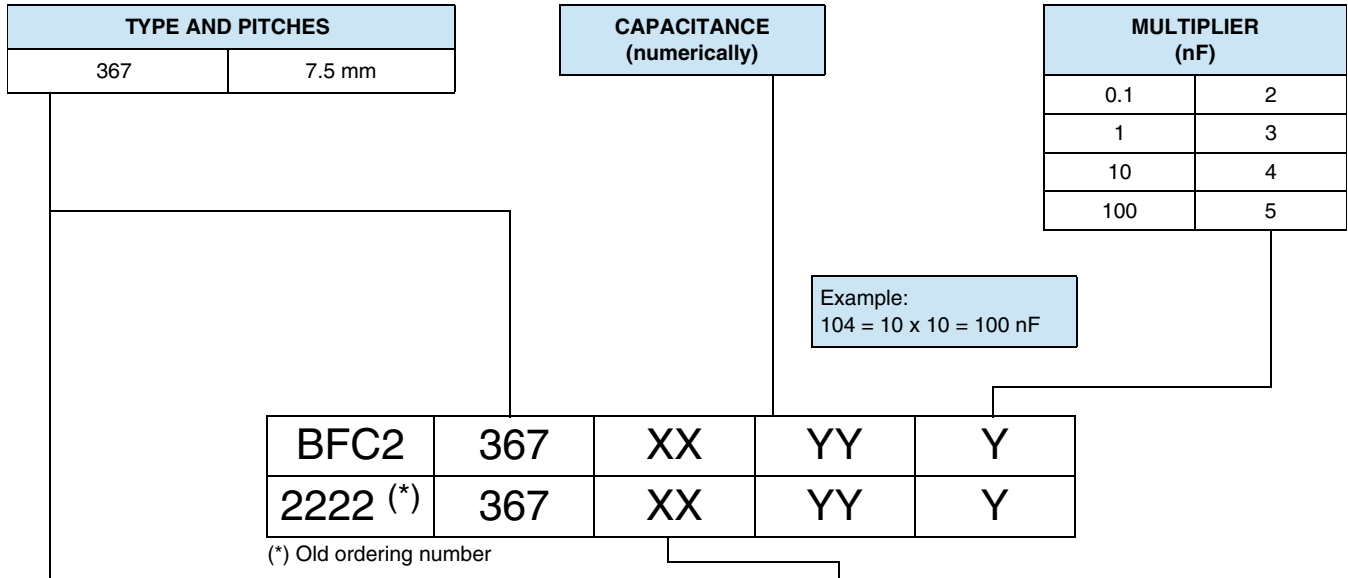 TYPE AND PITCHES
367 7.5 mm
CAPACITANCE
(numerically)
MULTIPLIER
(nF)
0.1 2
1 3
10 4
100 5
Example:
104 = 10 x 10 = 100 nF
BFC2 367 XX YY Y
2222 (*) 367 XX YY Y
(*) Old ordering number